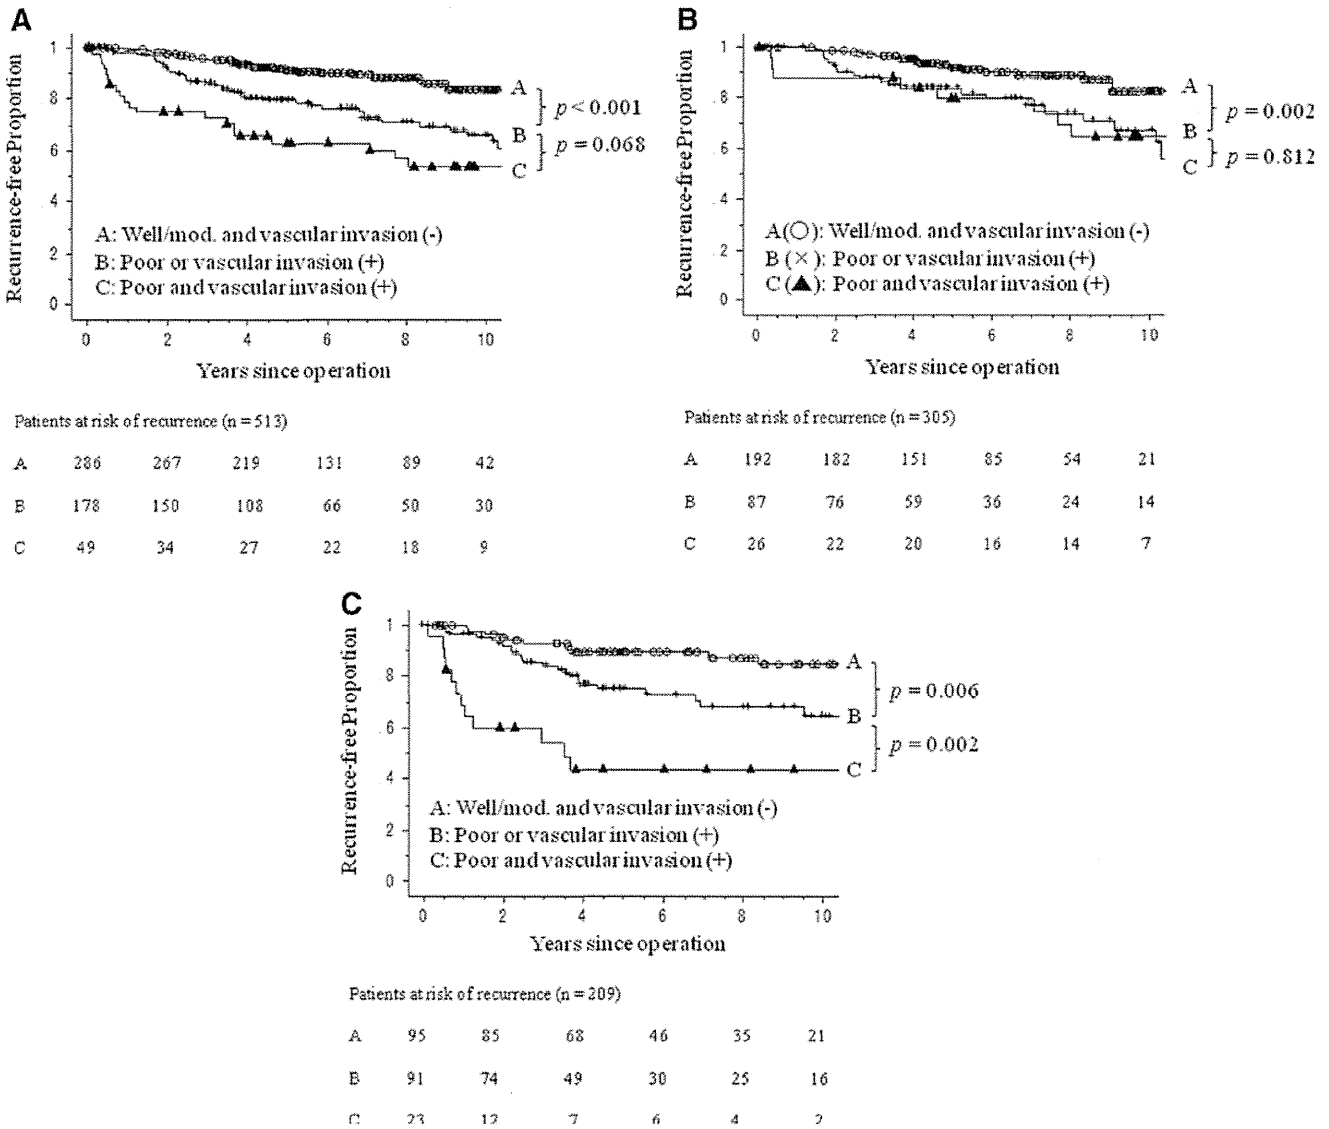 A
Recurrence-free Proportion
1
8
6
4
2
0
A
B
C
p < 0.001
p = 0.068
A: Well/mod. and vascular invasion (-)
B: Poor or vascular invasion (+)
C: Poor and vascular invasion (+)
0 2 4 6 8 10
Years since operation
Patients at risk of recurrence (n = 513)
A 286 267 219 131 89 42
B 178 150 108 66 50 30
C 49 34 27 22 18 9
B
Recurrence-free Proportion
1
.8
6
4
2
0
A
B
C
p = 0.002
p = 0.812
A(○): Well/mod. and vascular invasion (-)
B (×): Poor or vascular invasion (+)
C (▲): Poor and vascular invasion (+)
0 2 4 6 8 10
Years since operation
Patients at risk of recurrence (n = 305)
A 192 182 151 85 54 21
B 87 76 59 36 24 14
C 26 22 20 16 14 7
C
Recurrence-free Proportion
1
8
6
4
2
0
A
B
C
p = 0.006
p = 0.002
A: Well/mod. and vascular invasion (-)
B: Poor or vascular invasion (+)
C: Poor and vascular invasion (+)
0 2 4 6 8 10
Years since operation
Patients at risk of recurrence (n = 209)
A 95 85 68 46 35 21
B 91 74 49 30 25 16
C 23 12 7 6 4 2